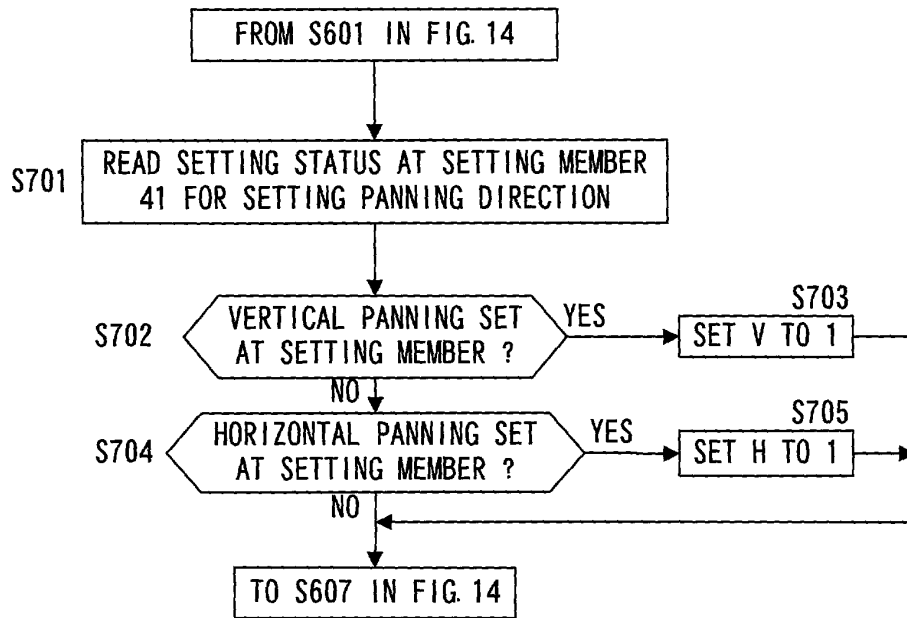 FROM S601 IN FIG. 14
S701
READ SETTING STATUS AT SETTING MEMBER
41 FOR SETTING PANNING DIRECTION
S702
VERTICAL PANNING SET
AT SETTING MEMBER ?
YES
S703
SET V TO 1
NO
S704
HORIZONTAL PANNING SET
AT SETTING MEMBER ?
YES
S705
SET H TO 1
NO
TO S607 IN FIG. 14